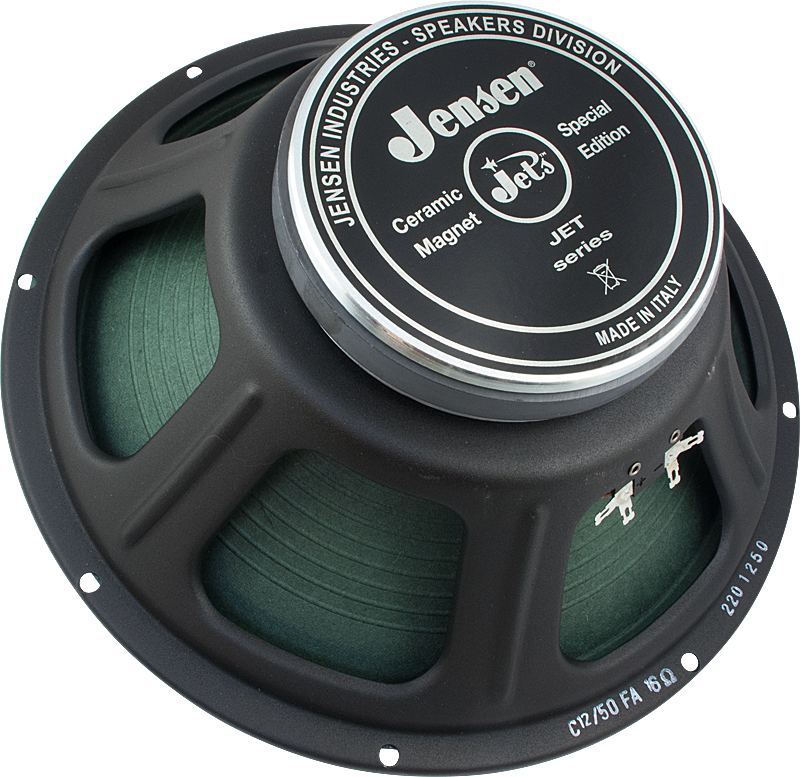 JENSEN INDUSTRIES - SPEAKERS DIVISION
Jensen®
Special
Edition
Jet's™
Ceramic
Magnet
JET
series
MADE IN ITALY
2201250
C12/50 FA 16Ω